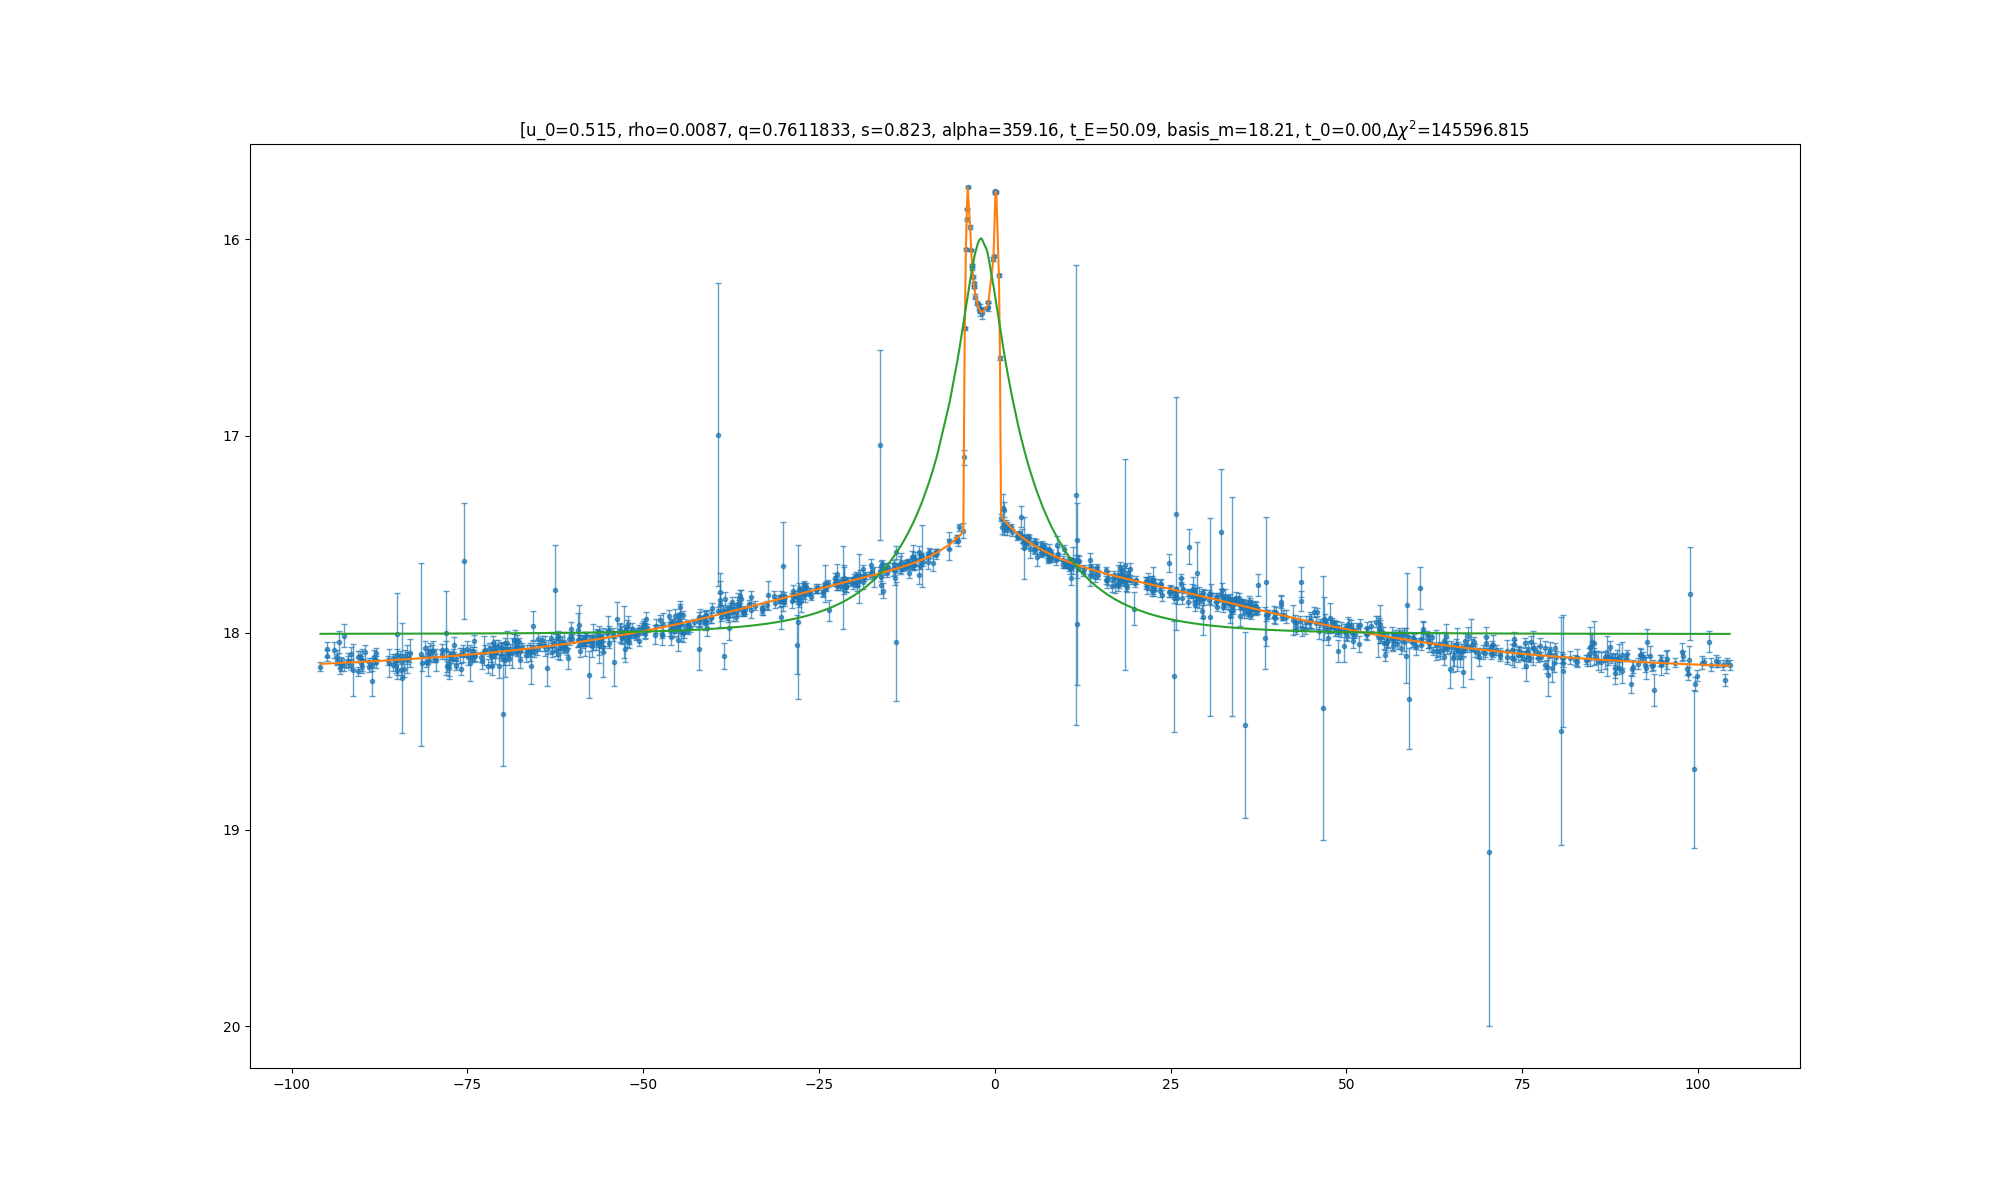 [u_0=0.515, rho=0.0087, q=0.7611833, s=0.823, alpha=359.16, t_E=50.09, basis_m=18.21, t_0=0.00,Δχ²=145596.815
16
17
18
19
20
−100 −75 −50 −25 0 25 50 75 100